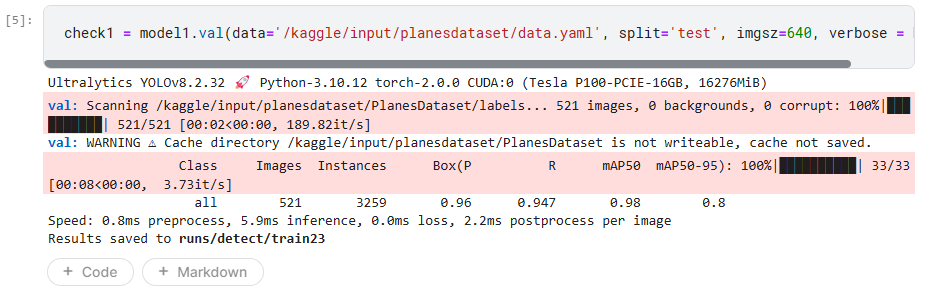 [5]:
check1 = model1.val(data='/kaggle/input/planesdataset/data.yaml', split='test', imgsz=640, verbose =
Ultralytics YOLOv8.2.32 🚀 Python-3.10.12 torch-2.0.0 CUDA:0 (Tesla P100-PCIE-16GB, 16276MiB)
val: Scanning /kaggle/input/planesdataset/PlanesDataset/labels... 521 images, 0 backgrounds, 0 corrupt: 100%|███
███████| 521/521 [00:02<00:00, 189.82it/s]
val: WARNING ⚠ Cache directory /kaggle/input/planesdataset/PlanesDataset is not writeable, cache not saved.
Class Images Instances Box(P R mAP50 mAP50-95): 100%|██████████| 33/33
[00:08<00:00, 3.73it/s]
all 521 3259 0.96 0.947 0.98 0.8
Speed: 0.8ms preprocess, 5.9ms inference, 0.0ms loss, 2.2ms postprocess per image
Results saved to runs/detect/train23
+ Code + Markdown